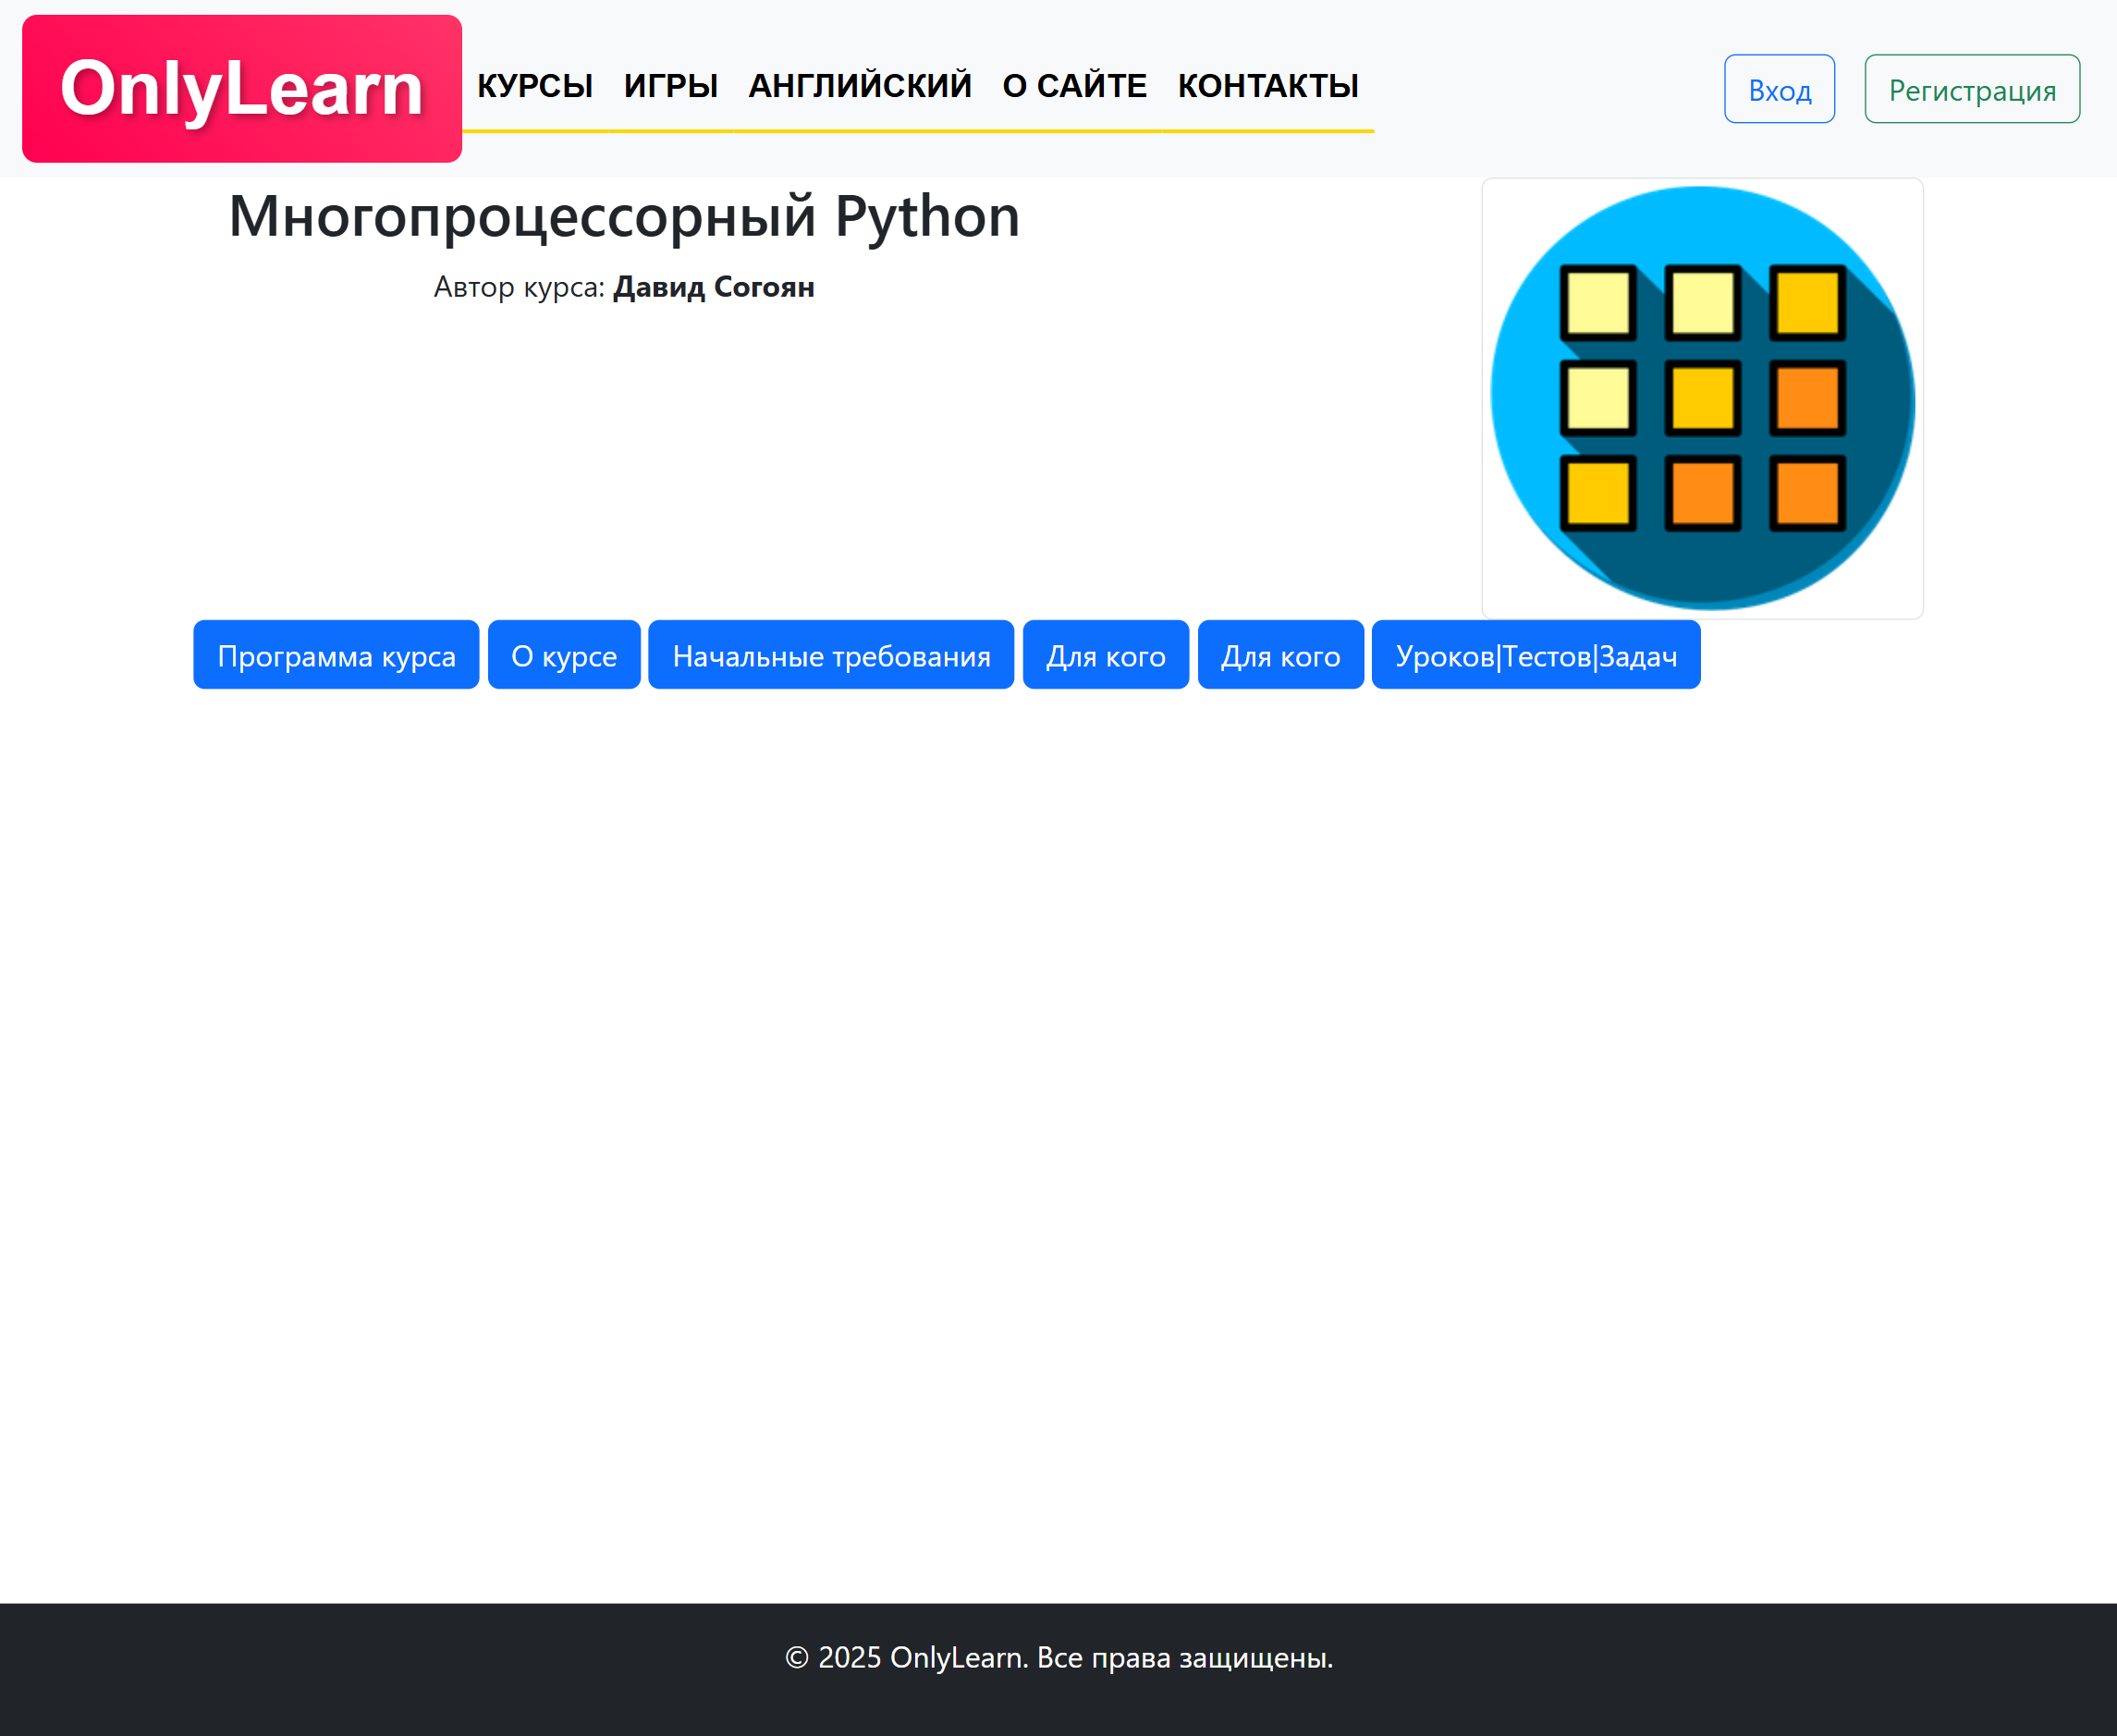 OnlyLearn КУРСЫ ИГРЫ АНГЛИЙСКИЙ О САЙТЕ КОНТАКТЫ Вход Регистрация
Многопроцессорный Python
Автор курса: Давид Согоян
Программа курса О курсе Начальные требования Для кого Для кого Уроков|Тестов|Задач
© 2025 OnlyLearn. Все права защищены.